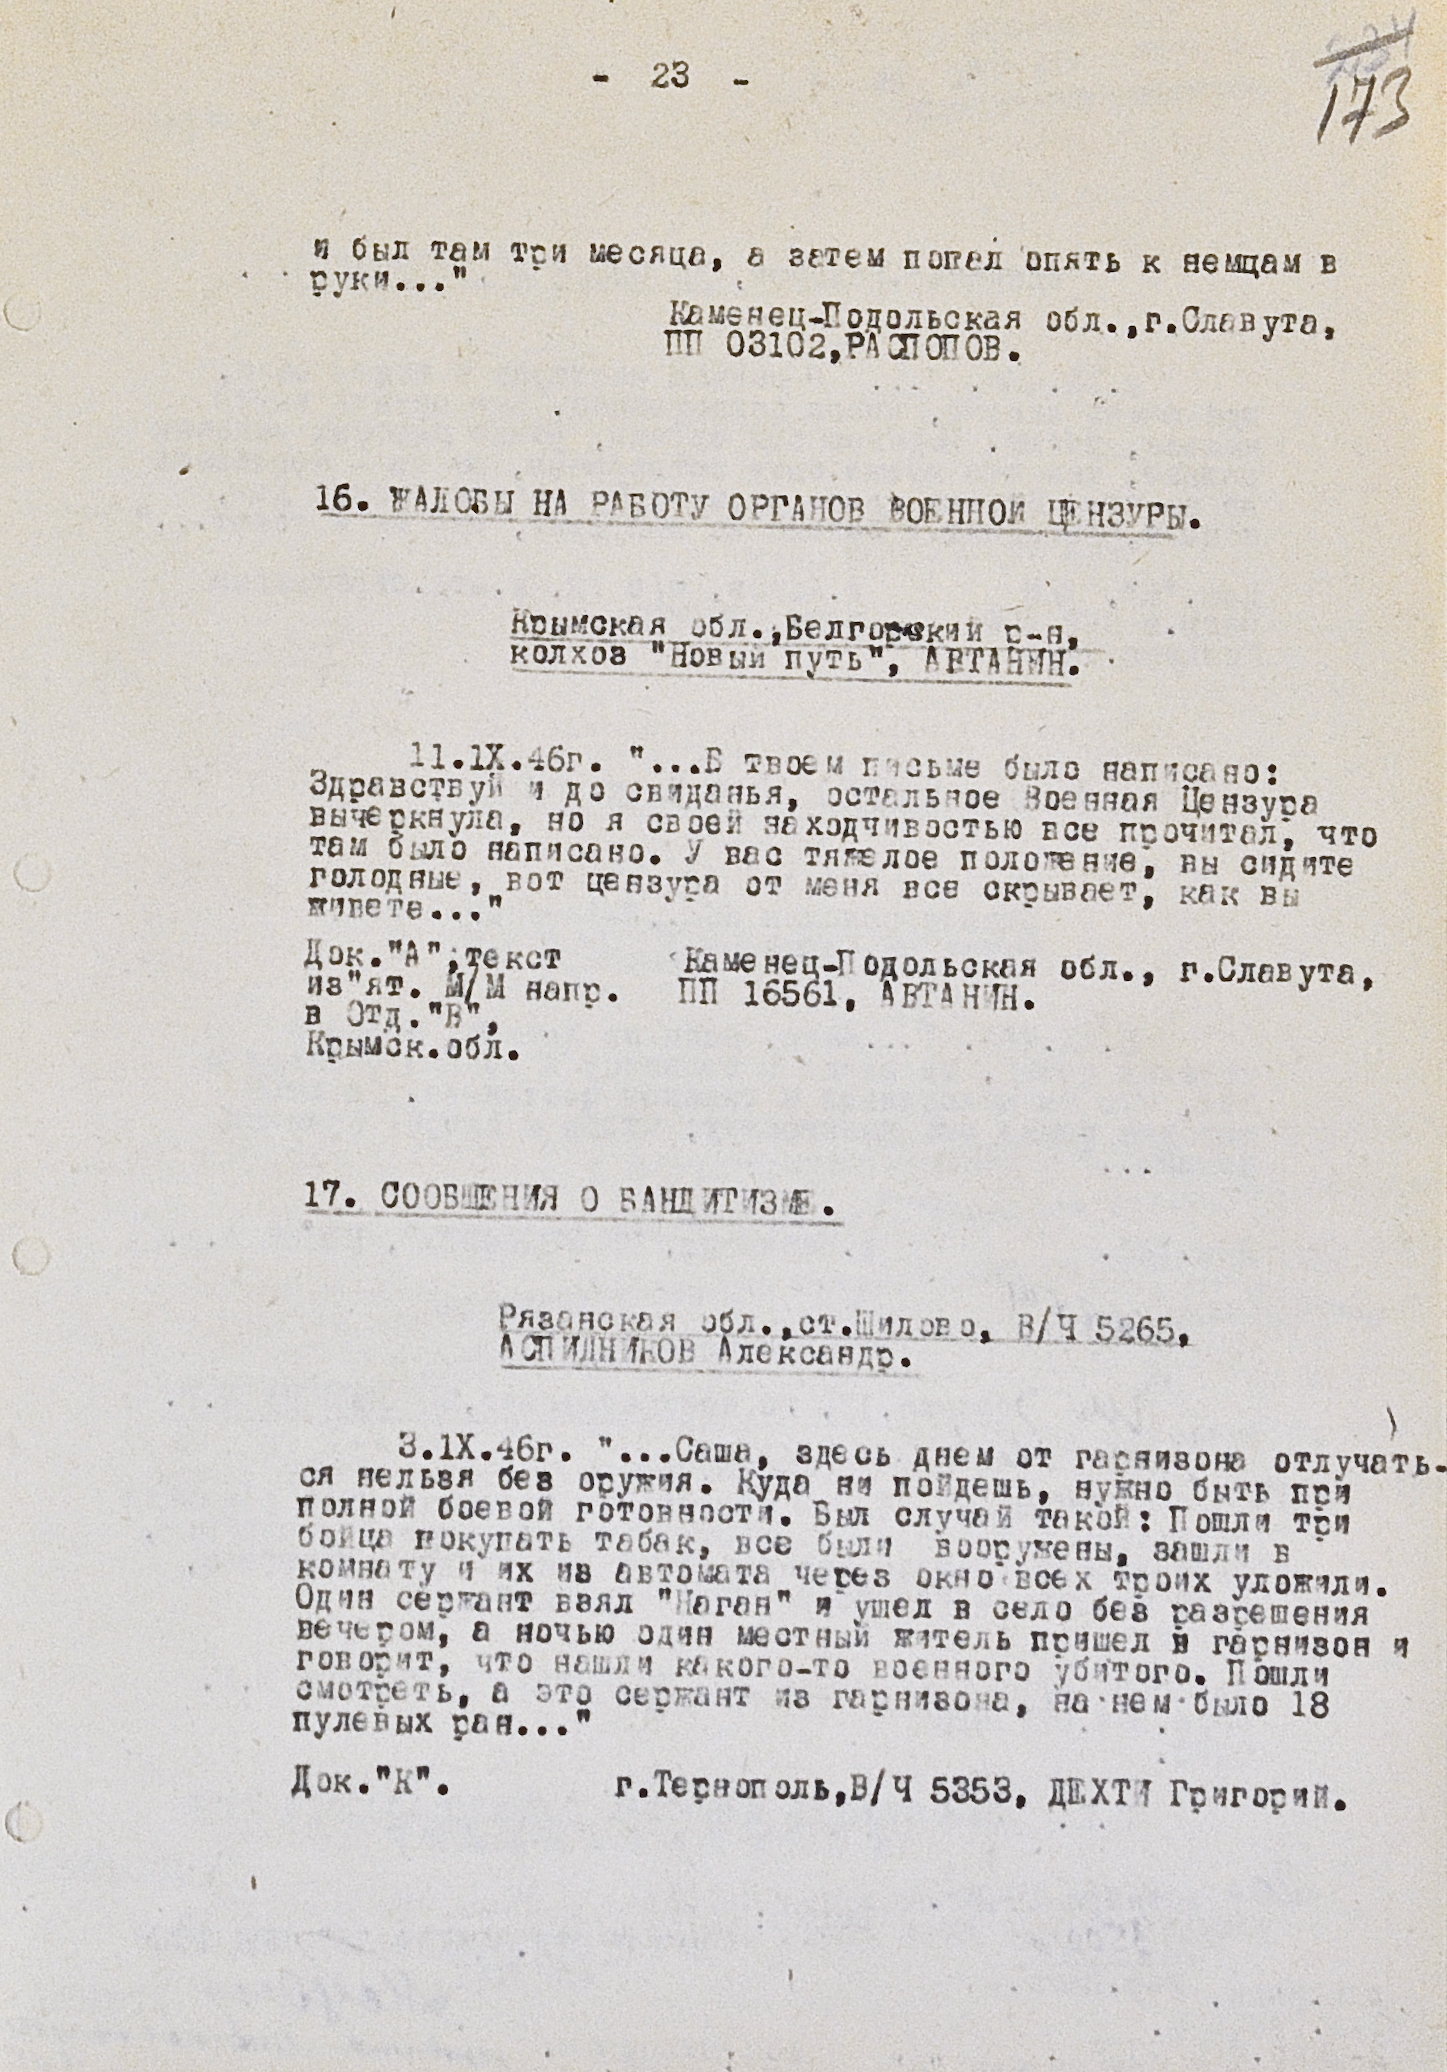 - 23 -
173
и был там три месяца, а затем попал опять к немцам в
руки..."
Каменец-Подольская обл.,г.Славута,
ПП 03102,РАСПОПОВ.
16. ЖАЛОБЫ НА РАБОТУ ОРГАНОВ ВОЕННОЙ ЦЕНЗУРЫ.
Крымская обл.,Белгорский р-н,
колхоз "Новый путь", АВТАНИН.
11.IX.46г. "...В твоем письме было написано:
Здравствуй и до свиданья, остальное Военная Цензура
вычеркнула, но я своей находчивостью все прочитал, что
там было написано. У вас тяжелое положение, вы сидите
голодные, вот цензура от меня все скрывает, как вы
живете..."
Док."А",текст
из"ят. М/М напр.
в Отд."В",
Крымск.обл.
Каменец-Подольская обл., г.Славута,
ПП 16561, АВТАНИН.
17. СООБЩЕНИЯ О БАНДИТИЗМЕ.
Рязанская обл.,ст.Шилово, В/Ч 5265,
АСПИДНИКОВ Александр.
3.IX.46г. "...Саша, здесь днем от гарнизона отлучать-
ся нельзя без оружия. Куда ни пойдешь, нужно быть при
полной боевой готовности. Был случай такой: Пошли три
бойца покупать табак, все были вооружены, зашли в
комнату и их из автомата через окно всех троих уложили.
Один сержант взял "Наган" и ушел в село без разрешения
вечером, а ночью один местный житель пришел в гарнизон и
говорит, что нашли какого-то военного убитого. Пошли
смотреть, а это сержант из гарнизона, на нем было 18
пулевых ран..."
Док."К". г.Тернополь,В/Ч 5353, ДЕХТИ Григорий.